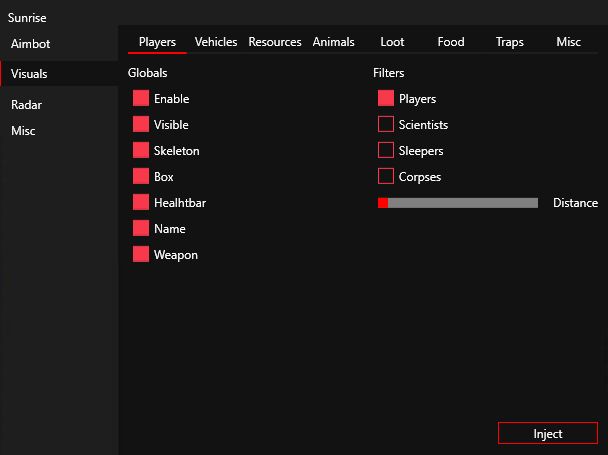 Sunrise
Aimbot
Visuals
Radar
Misc
Players Vehicles Resources Animals Loot Food Traps Misc
Globals
Enable
Visible
Skeleton
Box
Healhtbar
Name
Weapon
Filters
Players
Scientists
Sleepers
Corpses
Distance
Inject